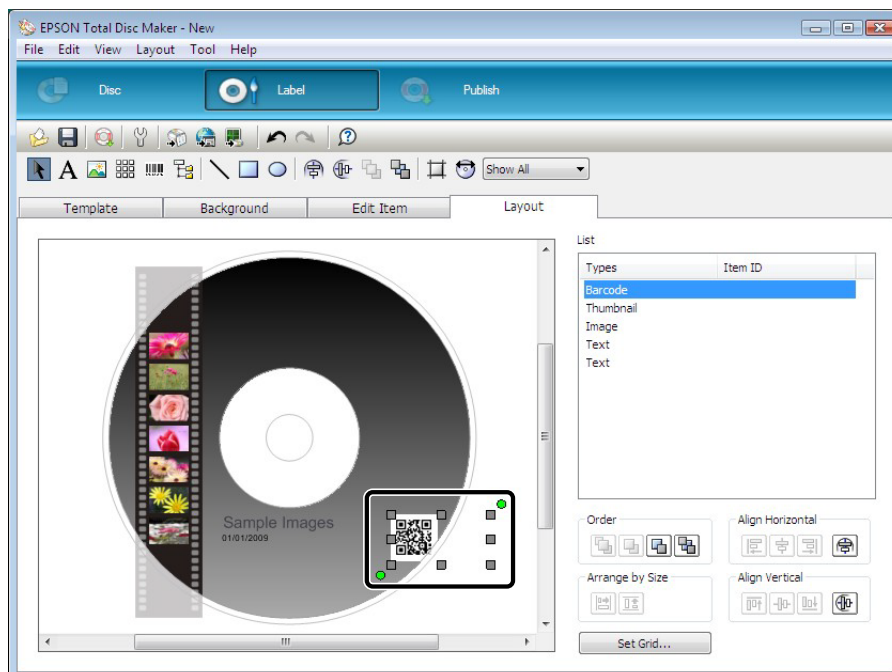 EPSON Total Disc Maker - New
File Edit View Layout Tool Help
Disc Label Publish
Show All
Template Background Edit Item Layout
List
Types Item ID
Barcode
Thumbnail
Image
Text
Text
Sample Images
01/01/2009
Order Align Horizontal
Arrange by Size Align Vertical
Set Grid...